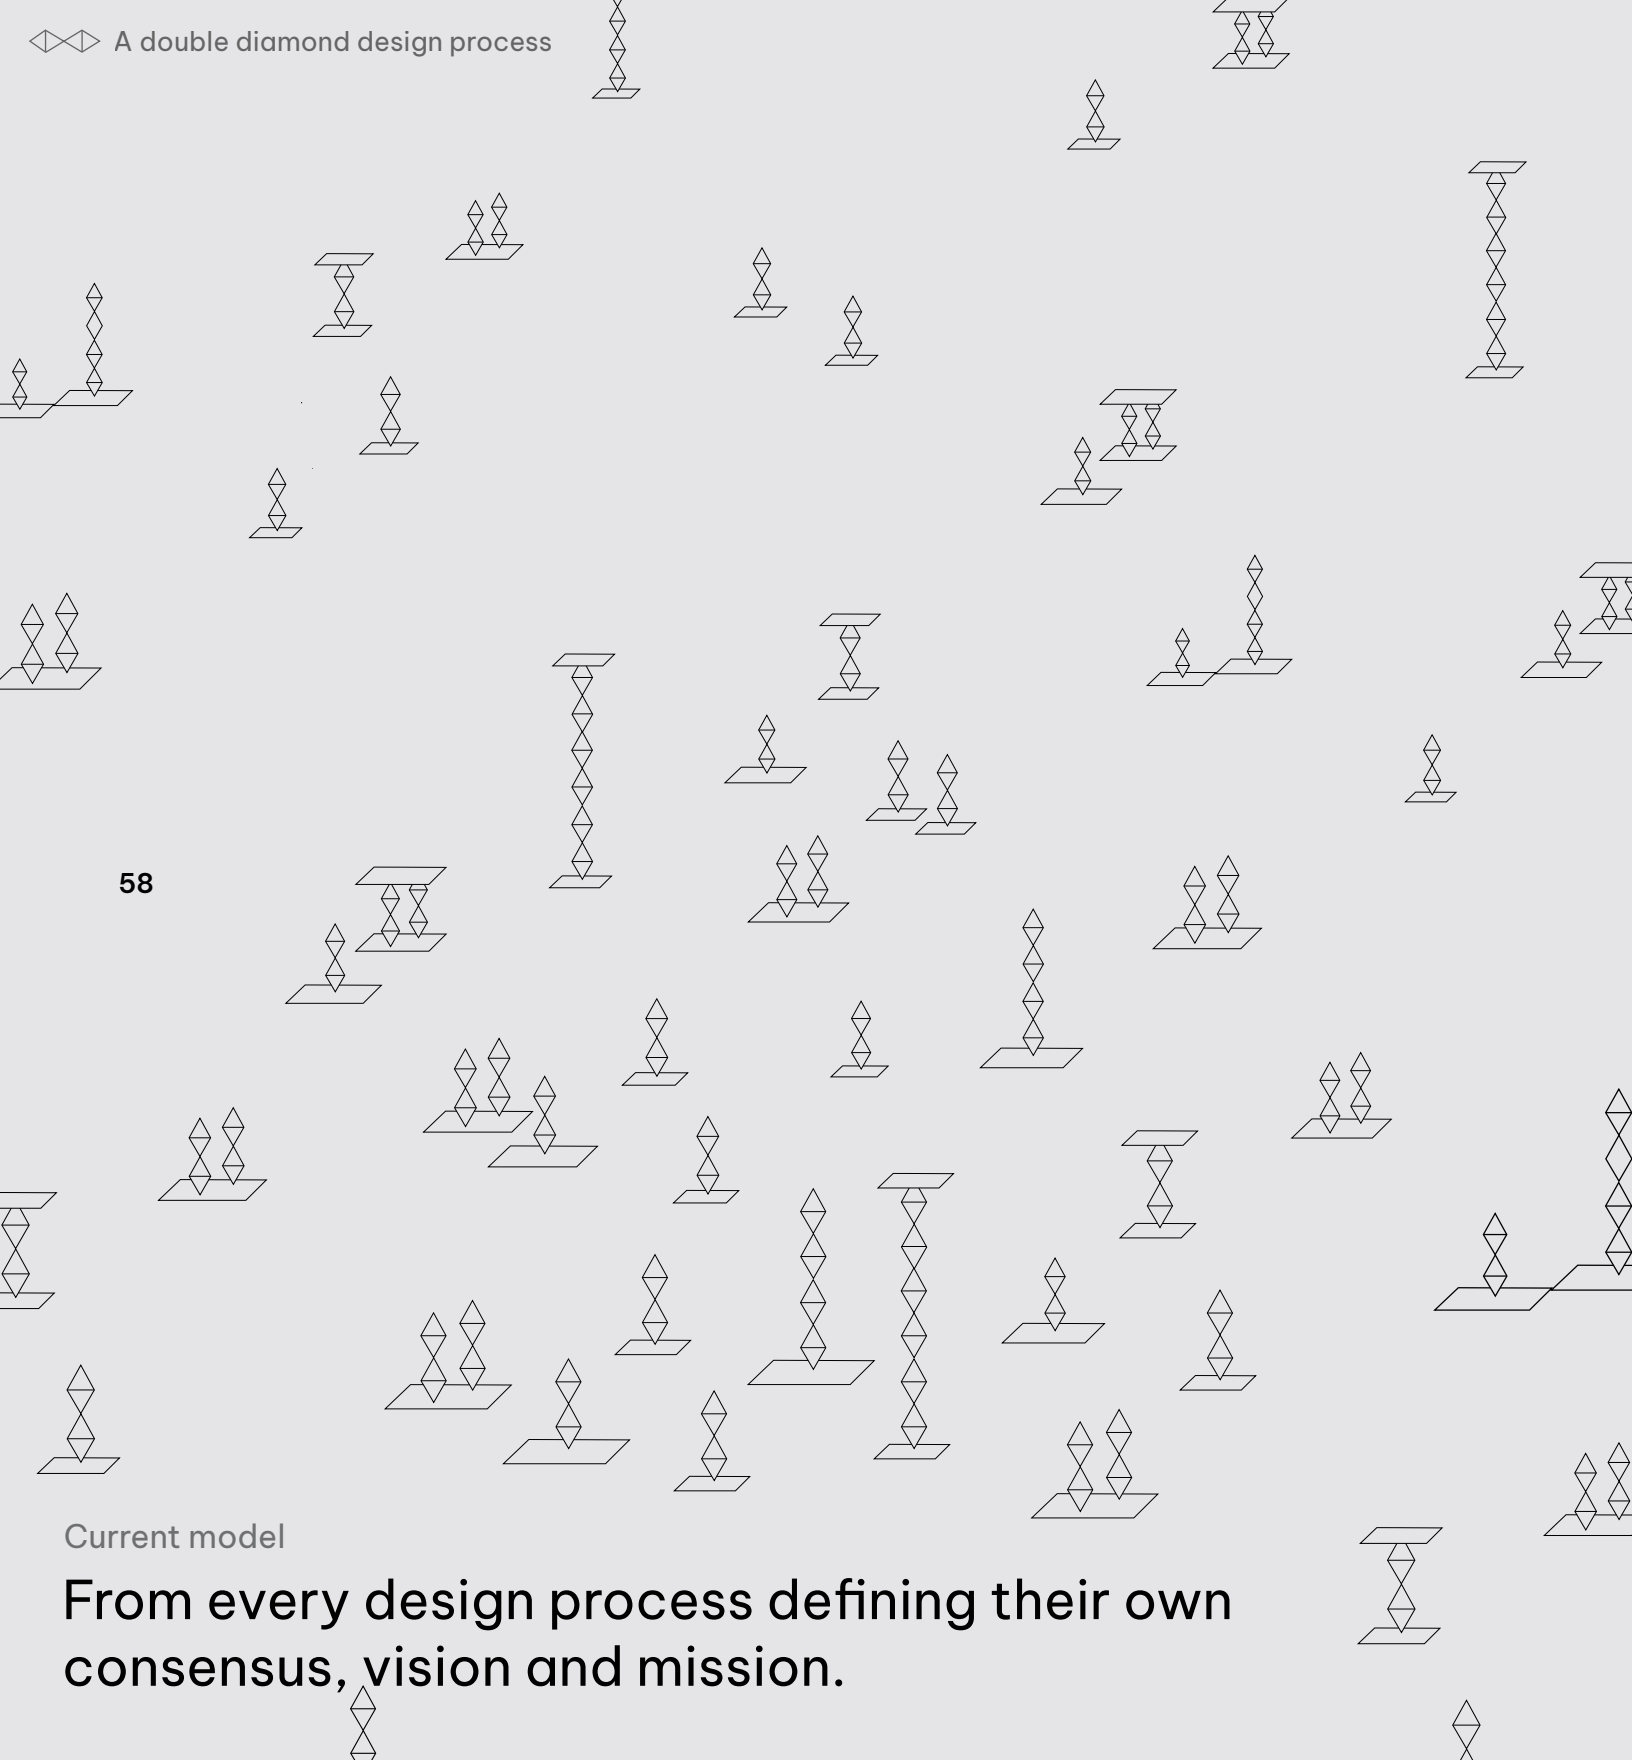 A double diamond design process
58
Current model
From every design process defining their own
consensus, vision and mission.